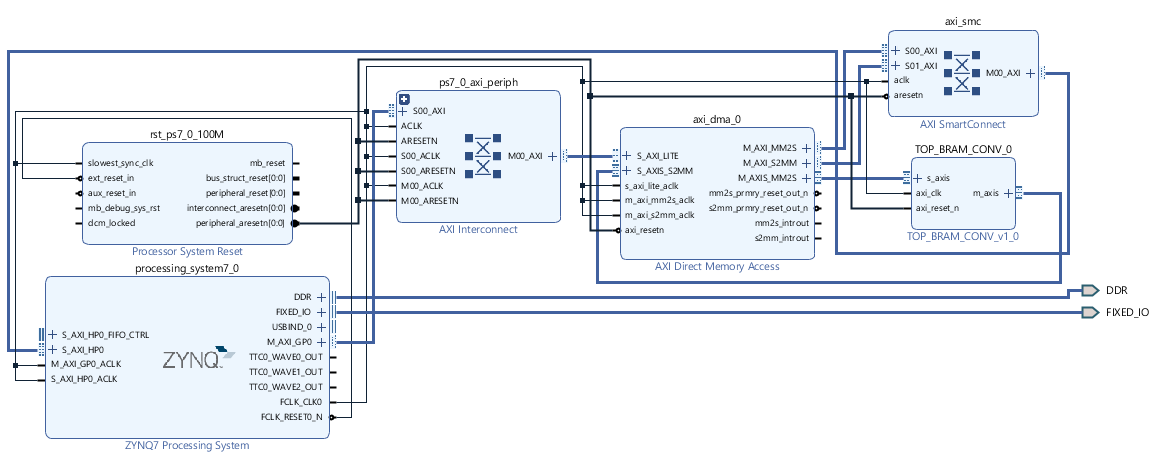 axi_smc
S00_AXI
S01_AXI
aclk
aresetn
M00_AXI
AXI SmartConnect
ps7_0_axi_periph
S00_AXI
ACLK
ARESETN
S00_ACLK
S00_ARESETN
M00_ACLK
M00_ARESETN
M00_AXI
AXI Interconnect
axi_dma_0
S_AXI_LITE
S_AXIS_S2MM
s_axi_lite_aclk
m_axi_mm2s_aclk
m_axi_s2mm_aclk
axi_resetn
M_AXI_MM2S
M_AXI_S2MM
M_AXIS_MM2S
mm2s_prmry_reset_out_n
s2mm_prmry_reset_out_n
mm2s_introut
s2mm_introut
AXI Direct Memory Access
TOP_BRAM_CONV_0
s_axis
axi_clk
axi_reset_n
m_axis
TOP_BRAM_CONV_v1_0
rst_ps7_0_100M
slowest_sync_clk
ext_reset_in
aux_reset_in
mb_debug_sys_rst
dcm_locked
mb_reset
bus_struct_reset[0:0]
peripheral_reset[0:0]
interconnect_aresetn[0:0]
peripheral_aresetn[0:0]
Processor System Reset
processing_system7_0
S_AXI_HP0_FIFO_CTRL
S_AXI_HP0
M_AXI_GP0_ACLK
S_AXI_HP0_ACLK
ZYNQ
DDR
FIXED_IO
USBIND_0
M_AXI_GP0
TTC0_WAVE0_OUT
TTC0_WAVE1_OUT
TTC0_WAVE2_OUT
FCLK_CLK0
FCLK_RESET0_N
ZYNQ7 Processing System
DDR
FIXED_IO